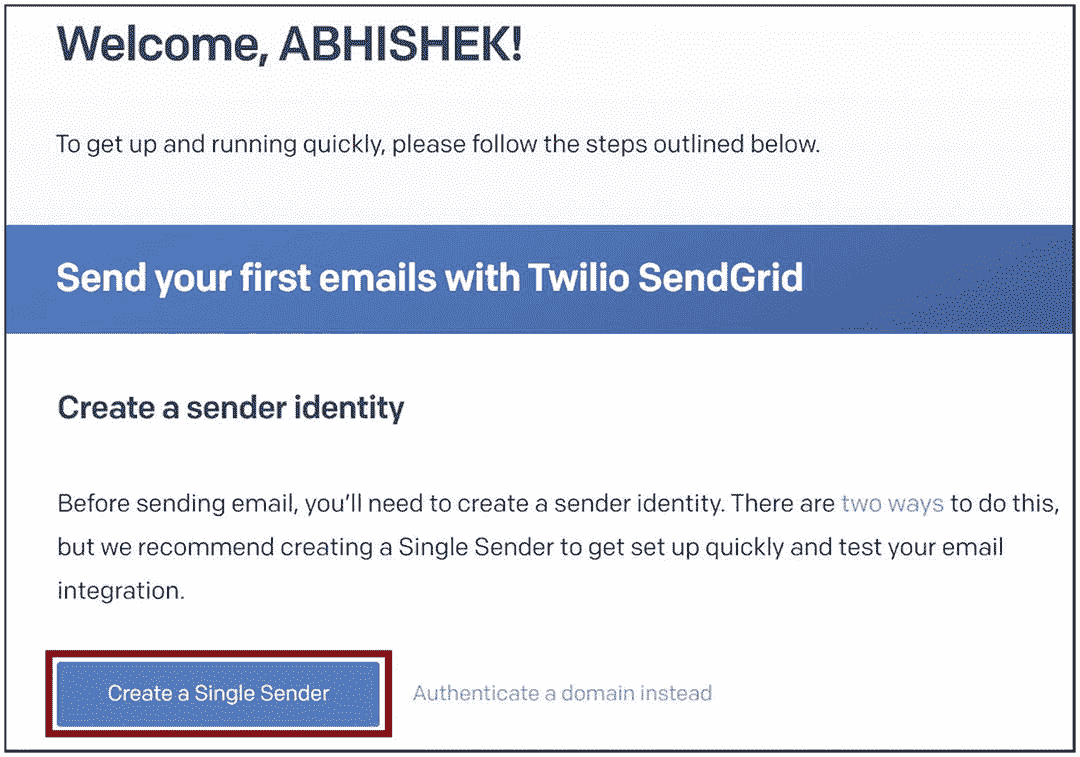 Welcome, ABHISHEK!
To get up and running quickly, please follow the steps outlined below.
Send your first emails with Twilio SendGrid
Create a sender identity
Before sending email, you'll need to create a sender identity. There are two ways to do this,
but we recommend creating a Single Sender to get set up quickly and test your email
integration.
Create a Single Sender Authenticate a domain instead